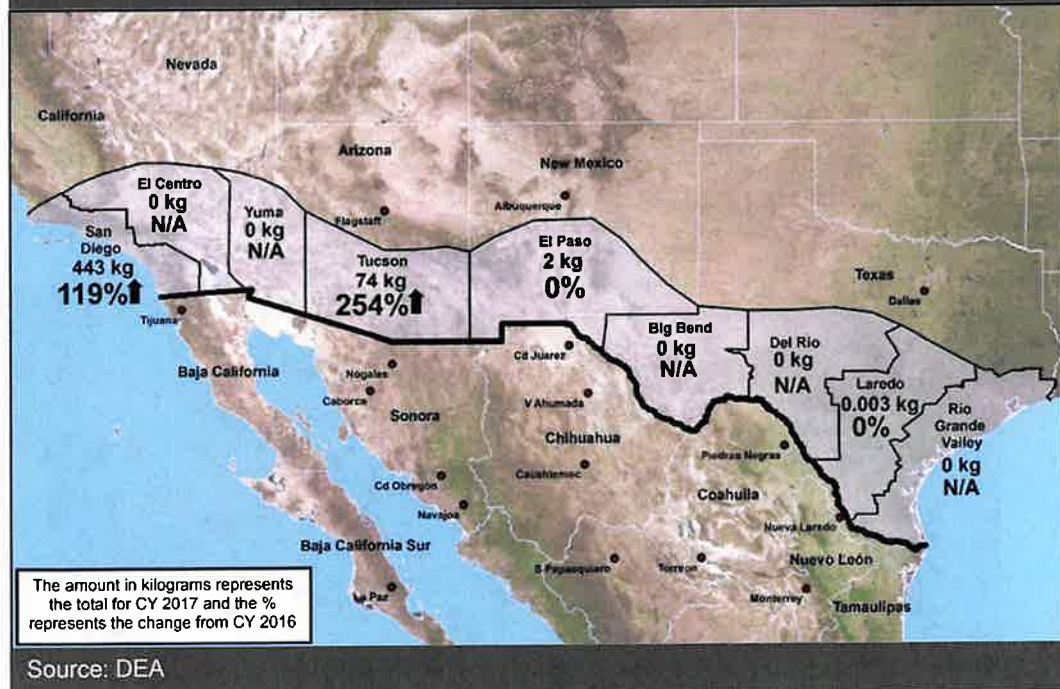 Nevada
California
Arizona
New Mexico
Albuquerque
Flagstaff
Texas
Dallas
El Centro
0 kg
N/A
Yuma
0 kg
N/A
San
Diego
443 kg
119%
Tucson
74 kg
254%
El Paso
2 kg
0%
Big Bend
0 kg
N/A
Del Rio
0 kg
N/A
Laredo
0.003 kg
0%
Rio
Grande
Valley
0 kg
N/A
Tijuana
Baja California
Nogales
Caborca
Sonora
Cd Juarez
V Ahumada
Chihuahua
Cuauhtemoc
Cd Obregon
Navajoa
Piedras Negras
Coahuila
Nueva Laredo
Nuevo León
Baja California Sur
S Papasquiaro
Torreon
Monterrey
Tamaulipas
La Paz
The amount in kilograms represents
the total for CY 2017 and the %
represents the change from CY 2016
Source: DEA